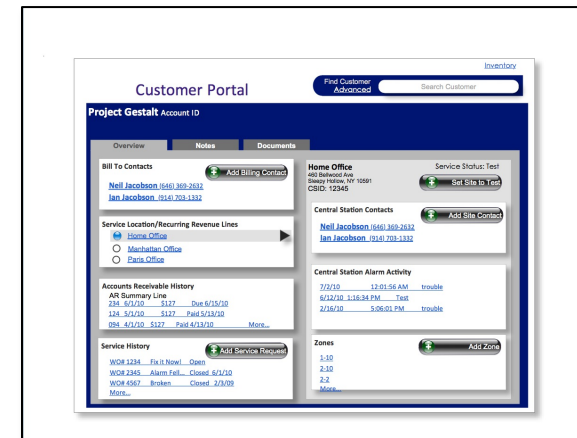 Inventory
Customer Portal
Find Customer
Advanced
Search Customer
Project Gestalt Account ID
Overview
Notes
Documents
Bill To Contacts
Add Billing Contact
Neil Jacobson (646) 369-2632
Ian Jacobson (914) 703-1332
Service Location/Recurring Revenue Lines
Home Office
Manhattan Office
Paris Office
Accounts Receivable History
AR Summary Line
234 6/1/10 $127 Due 6/15/10
124 5/1/10 $127 Paid 5/13/10
094 4/1/10 $127 Paid 4/13/10 More...
Service History
Add Service Request
WO# 1234 Fix it Now! Open
WO# 2345 Alarm Fell... Closed 6/1/10
WO# 4567 Broken Closed 2/3/09
More...
Home Office
460 Bellwood Ave
Sleepy Hollow, NY 10591
CSID: 12345
Service Status: Test
Set Site to Test
Central Station Contacts
Add Site Contact
Neil Jacobson (646) 369-2632
Ian Jacobson (914) 703-1332
Central Station Alarm Activity
7/2/10 12:01:56 AM trouble
6/12/10 1:16:34 PM Test
2/16/10 5:06:01 PM trouble
Zones
Add Zone
1-10
2-10
2-2
More...